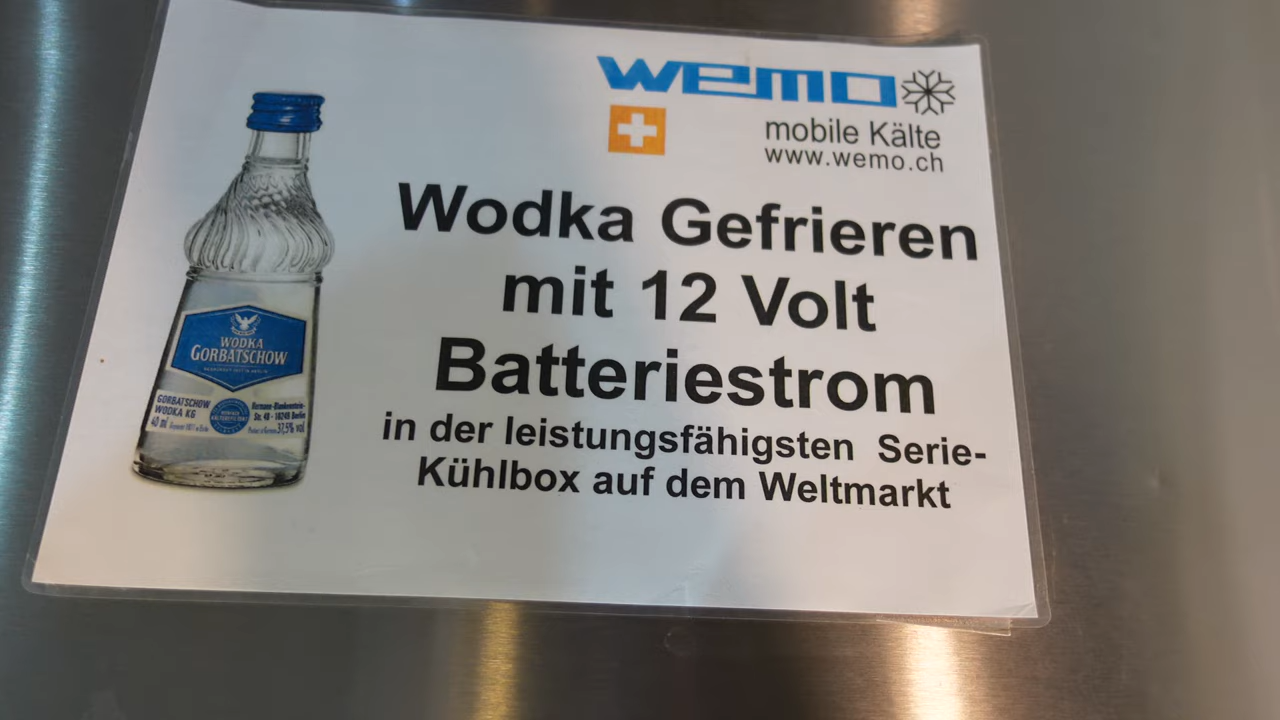 wemo
mobile Kälte
www.wemo.ch
Wodka Gefrieren
mit 12 Volt
Batteriestrom
in der leistungsfähigsten Serie-
Kühlbox auf dem Weltmarkt
WODKA
GORBATSCHOW
GORBATSCHOW
WODKA KG
40 ml
37,5% vol